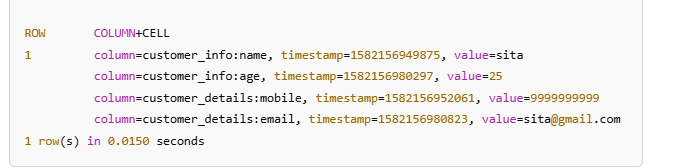 ROW COLUMN+CELL
1 column=customer_info:name, timestamp=1582156949875, value=sita
column=customer_info:age, timestamp=1582156980297, value=25
column=customer_details:mobile, timestamp=1582156952061, value=9999999999
column=customer_details:email, timestamp=1582156980823, value=sita@gmail.com
1 row(s) in 0.0150 seconds